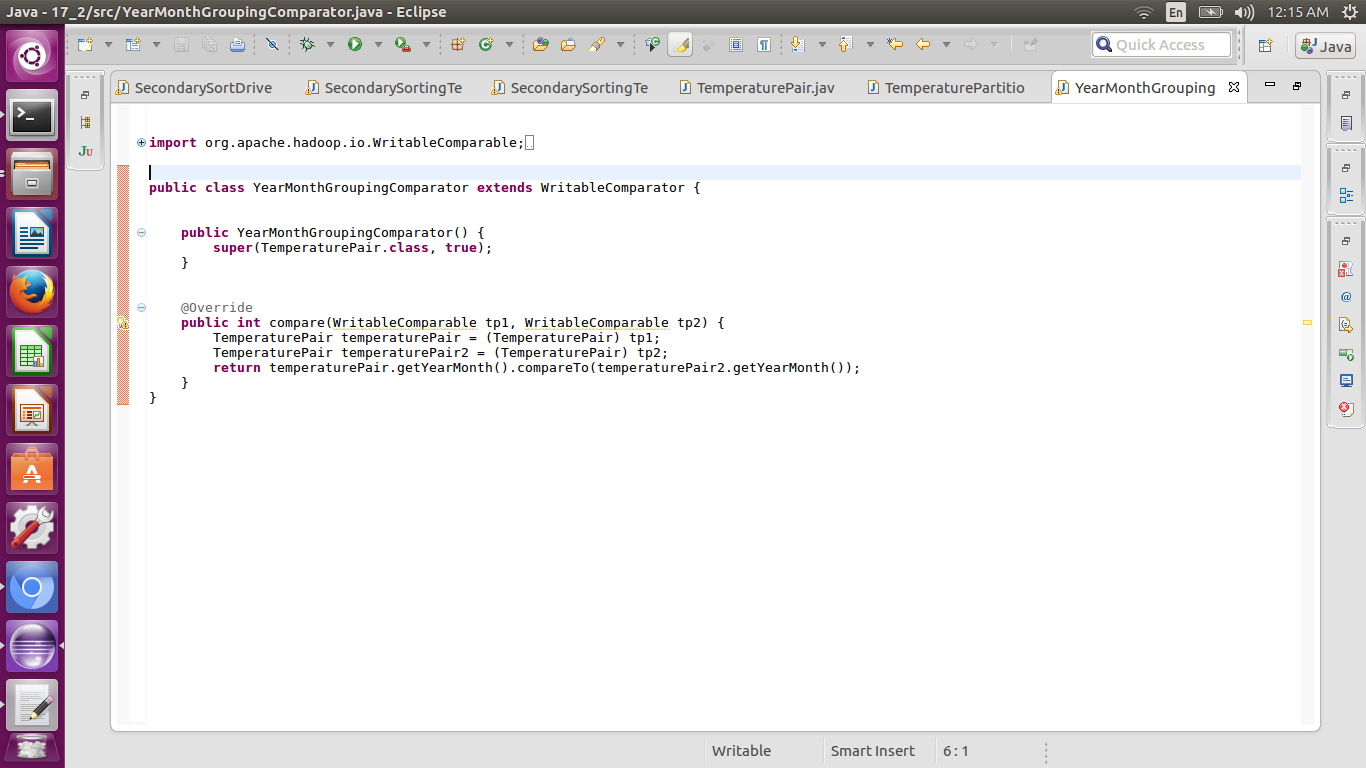 Java - 17_2/src/YearMonthGroupingComparator.java - Eclipse
En
12:15 AM
Quick Access
Java
SecondarySortDrive
SecondarySortingTe
SecondarySortingTe
TemperaturePair.jav
TemperaturePartitio
YearMonthGrouping
import org.apache.hadoop.io.WritableComparable;
public class YearMonthGroupingComparator extends WritableComparator {
public YearMonthGroupingComparator() {
super(TemperaturePair.class, true);
}
@Override
public int compare(WritableComparable tp1, WritableComparable tp2) {
TemperaturePair temperaturePair = (TemperaturePair) tp1;
TemperaturePair temperaturePair2 = (TemperaturePair) tp2;
return temperaturePair.getYearMonth().compareTo(temperaturePair2.getYearMonth());
}
}
Writable
Smart Insert
6 : 1